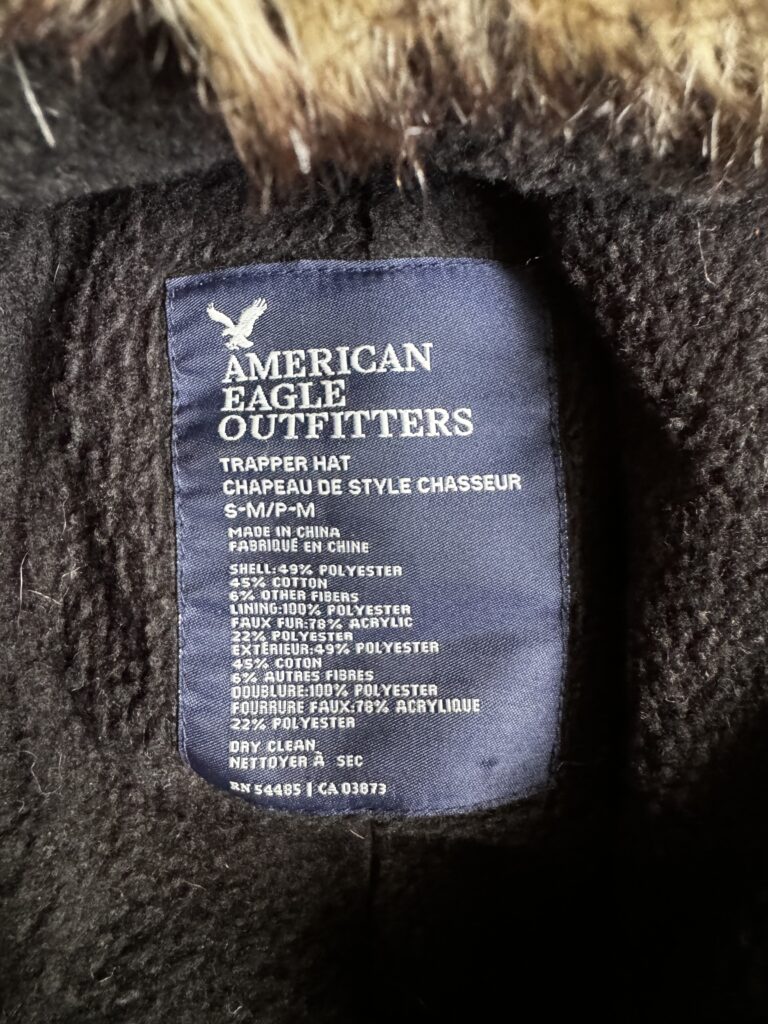 AMERICAN
EAGLE
OUTFITTERS
TRAPPER HAT
CHAPEAU DE STYLE CHASSEUR
S-M/P-M
MADE IN CHINA
FABRIQUÉ EN CHINE
SHELL:49% POLYESTER
45% COTTON
6% OTHER FIBERS
LINING:100% POLYESTER
FAUX FUR:78% ACRYLIC
22% POLYESTER
EXTÉRIEUR:49% POLYESTER
45% COTON
6% AUTRES FIBRES
DOUBLURE:100% POLYESTER
FOURRURE FAUX:78% ACRYLIQUE
22% POLYESTER
DRY CLEAN
NETTOYER À SEC
RN 54485 | CA 03873